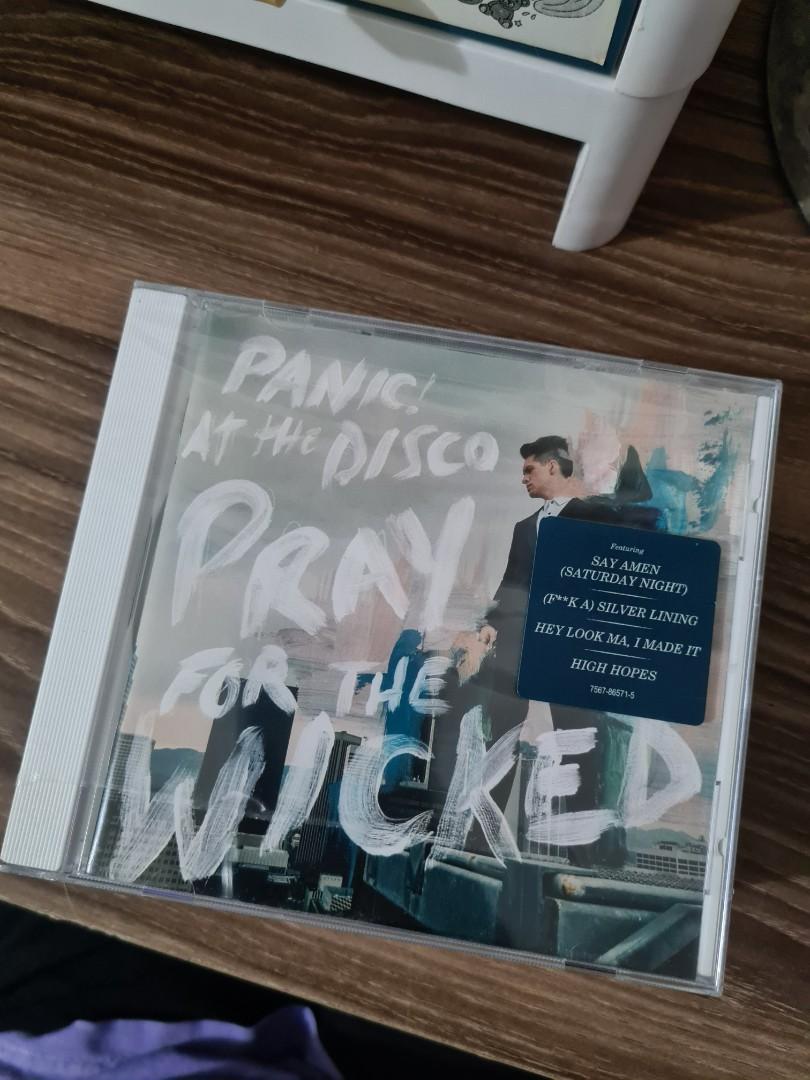 PANIC!
AT THE DISCO
PRAY
FOR THE
WICKED
Featuring
SAY AMEN
(SATURDAY NIGHT)
(F**K A) SILVER LINING
HEY LOOK MA, I MADE IT
HIGH HOPES
7567-86571-5